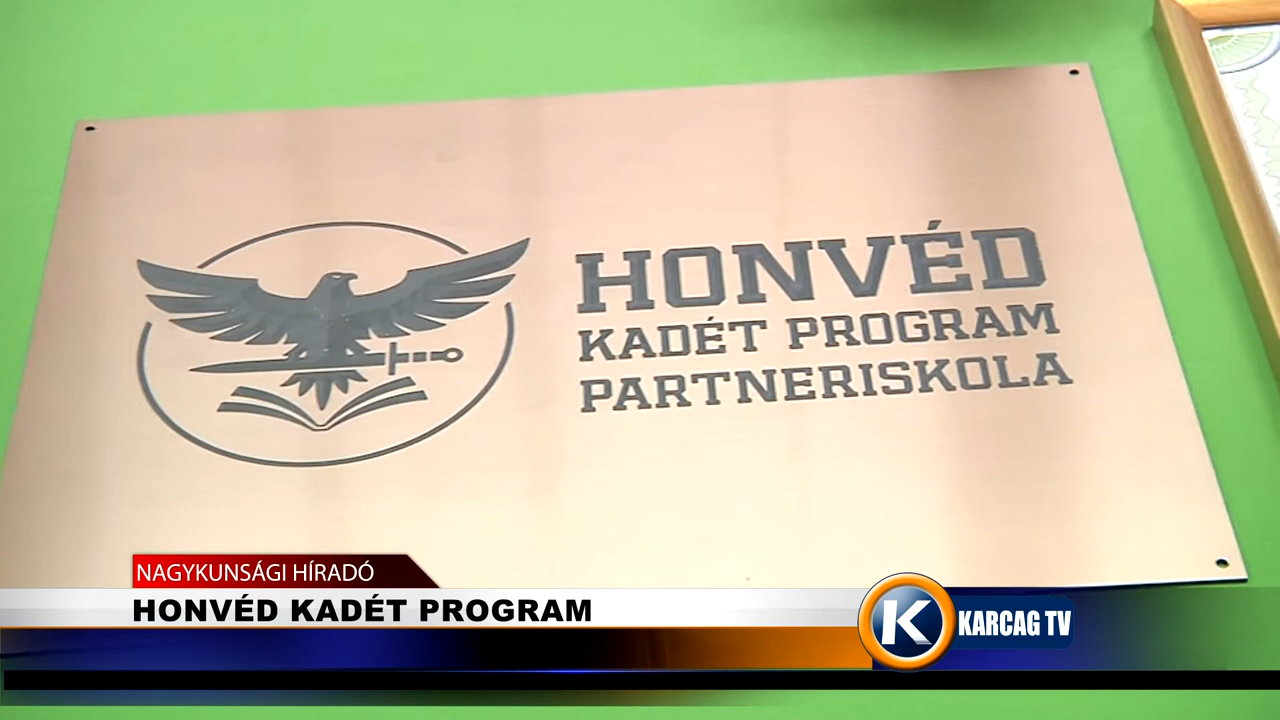 HONVÉD
KADÉT PROGRAM
PARTNERISKOLA
NAGYKUNSÁGI HÍRADÓ
HONVÉD KADÉT PROGRAM
K KARCAG TV